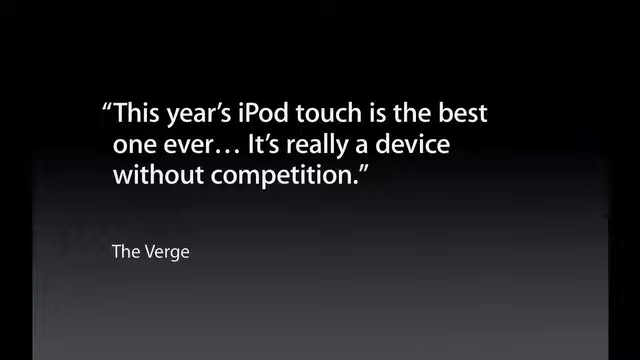 “This year’s iPod touch is the best
one ever… It’s really a device
without competition.”
The Verge